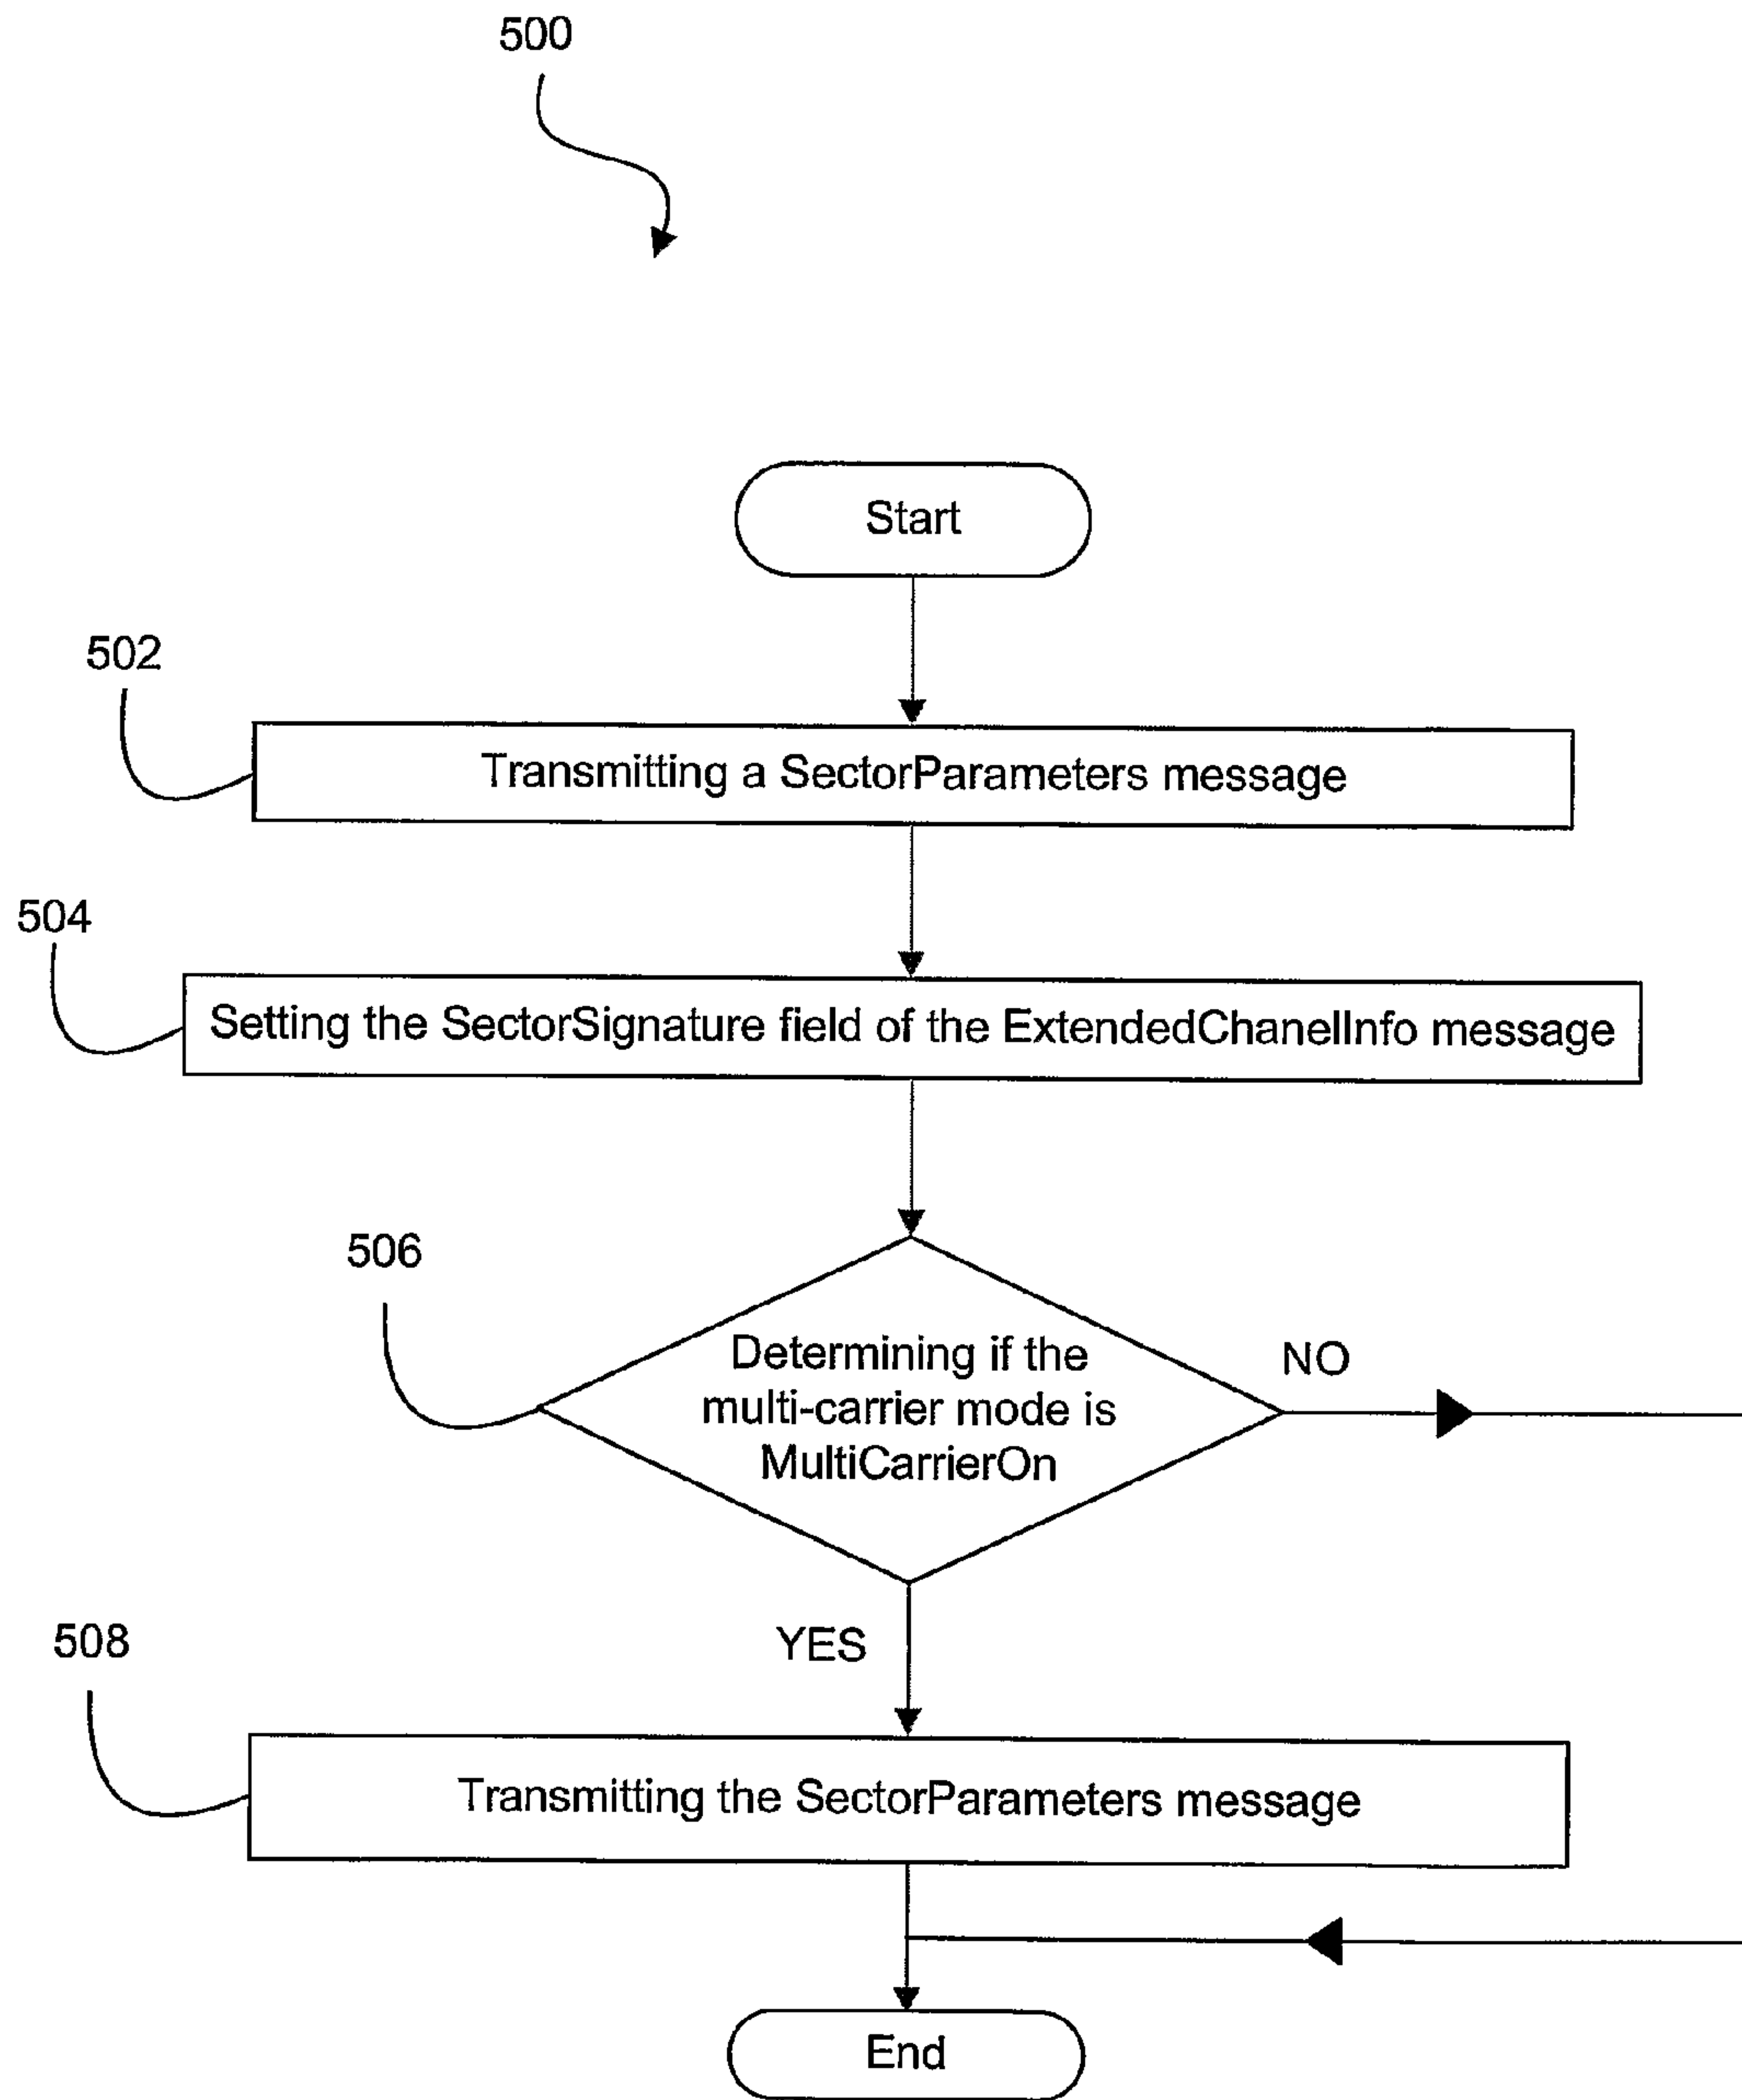 500
Start
502
Transmitting a SectorParameters message
504
Setting the SectorSignature field of the ExtendedChanelInfo message
506
Determining if the
multi-carrier mode is
MultiCarrierOn
NO
YES
508
Transmitting the SectorParameters message
End